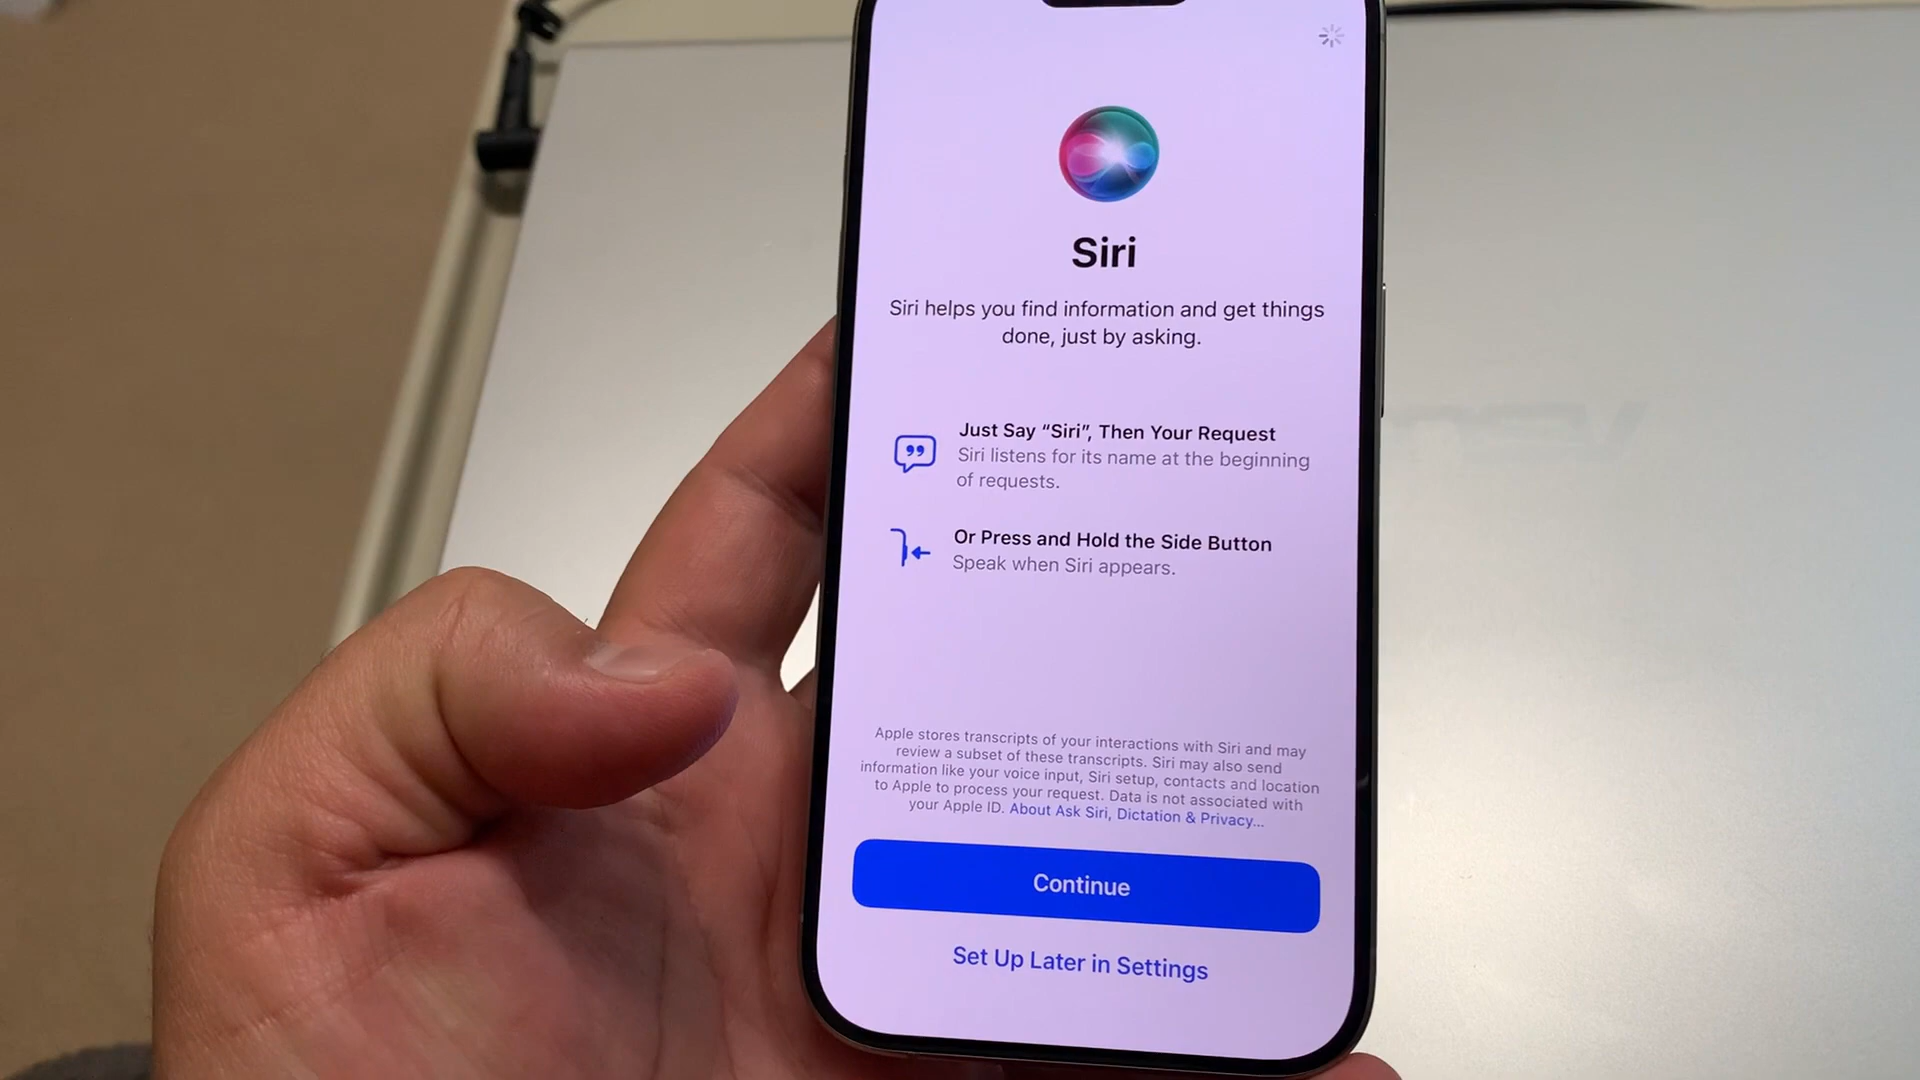 Siri
Siri helps you find information and get things
done, just by asking.
Just Say “Siri”, Then Your Request
Siri listens for its name at the beginning
of requests.
Or Press and Hold the Side Button
Speak when Siri appears.
Apple stores transcripts of your interactions with Siri and may
review a subset of these transcripts. Siri may also send
information like your voice input, Siri setup, contacts and location
to Apple to process your request. Data is not associated with
your Apple ID. About Ask Siri, Dictation & Privacy...
Continue
Set Up Later in Settings